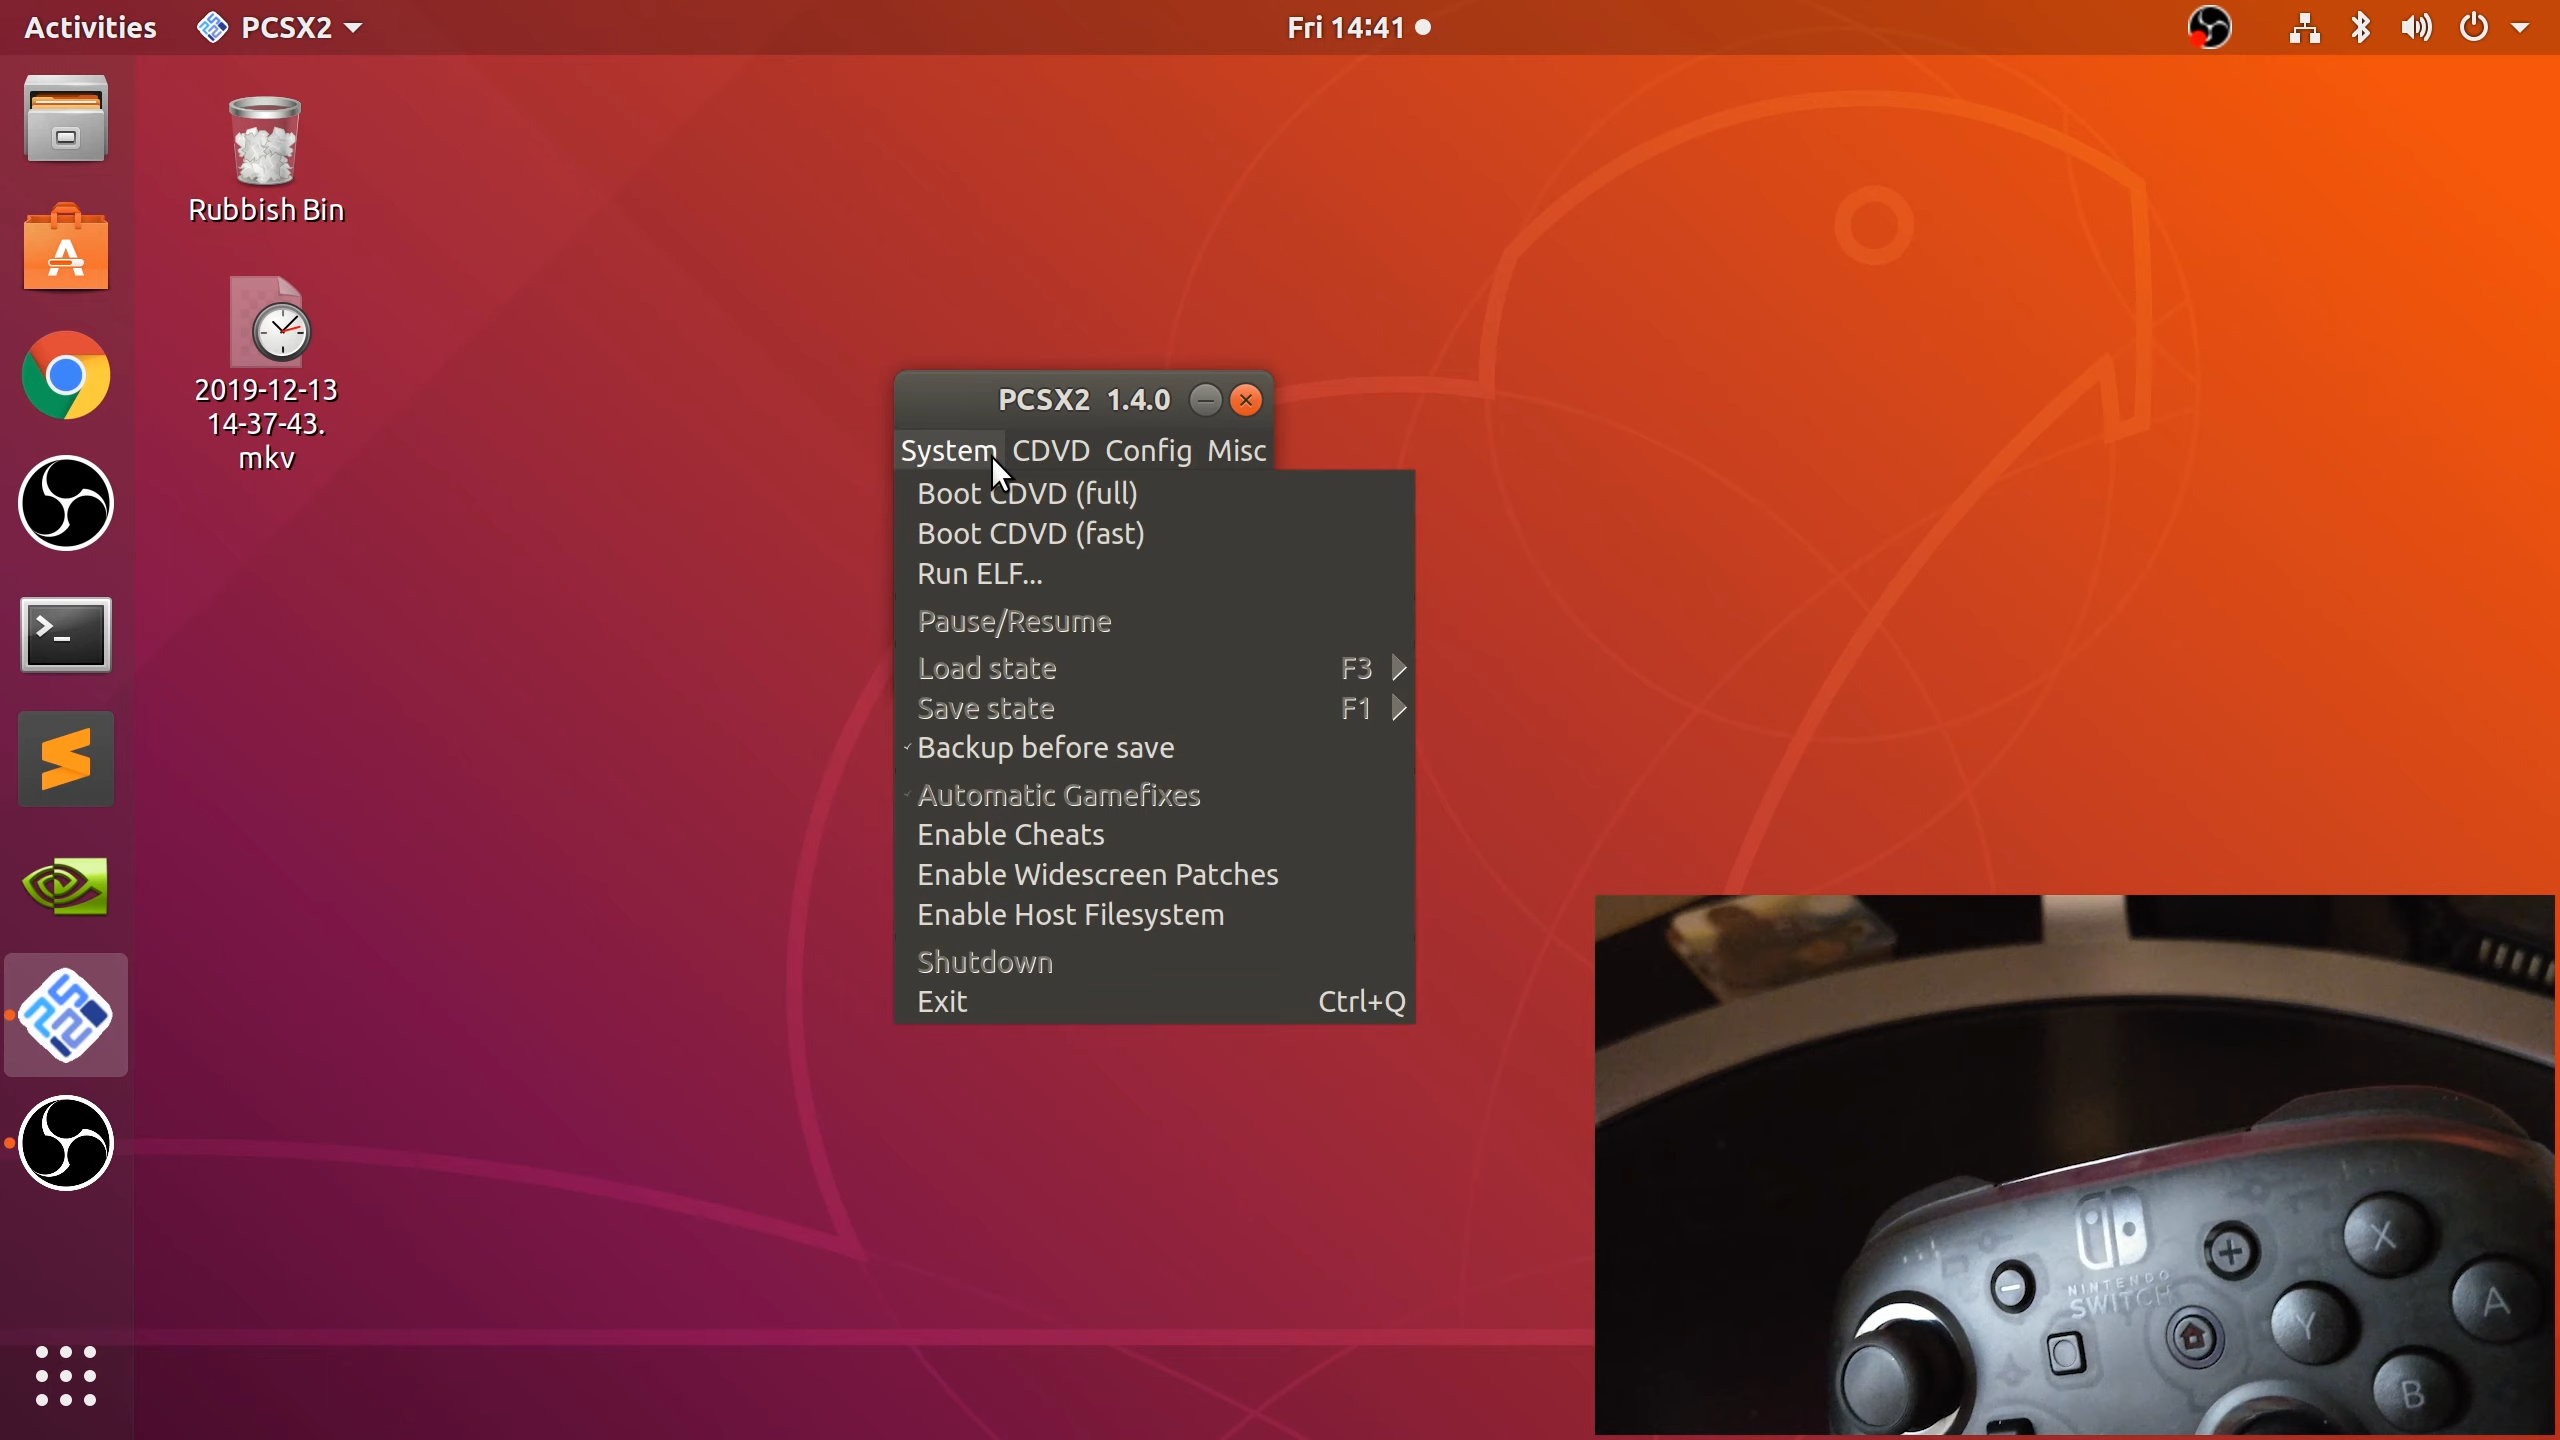 Activities
PCSX2
Fri 14:41
Rubbish Bin
2019-12-13
14-37-43.
mkv
PCSX2 1.4.0
System CDVD Config Misc
Boot CDVD (full)
Boot CDVD (fast)
Run ELF...
Pause/Resume
Load state F3
Save state F1
Backup before save
Automatic Gamefixes
Enable Cheats
Enable Widescreen Patches
Enable Host Filesystem
Shutdown
Exit Ctrl+Q
NINTENDO
SWITCH
X
A
Y
B